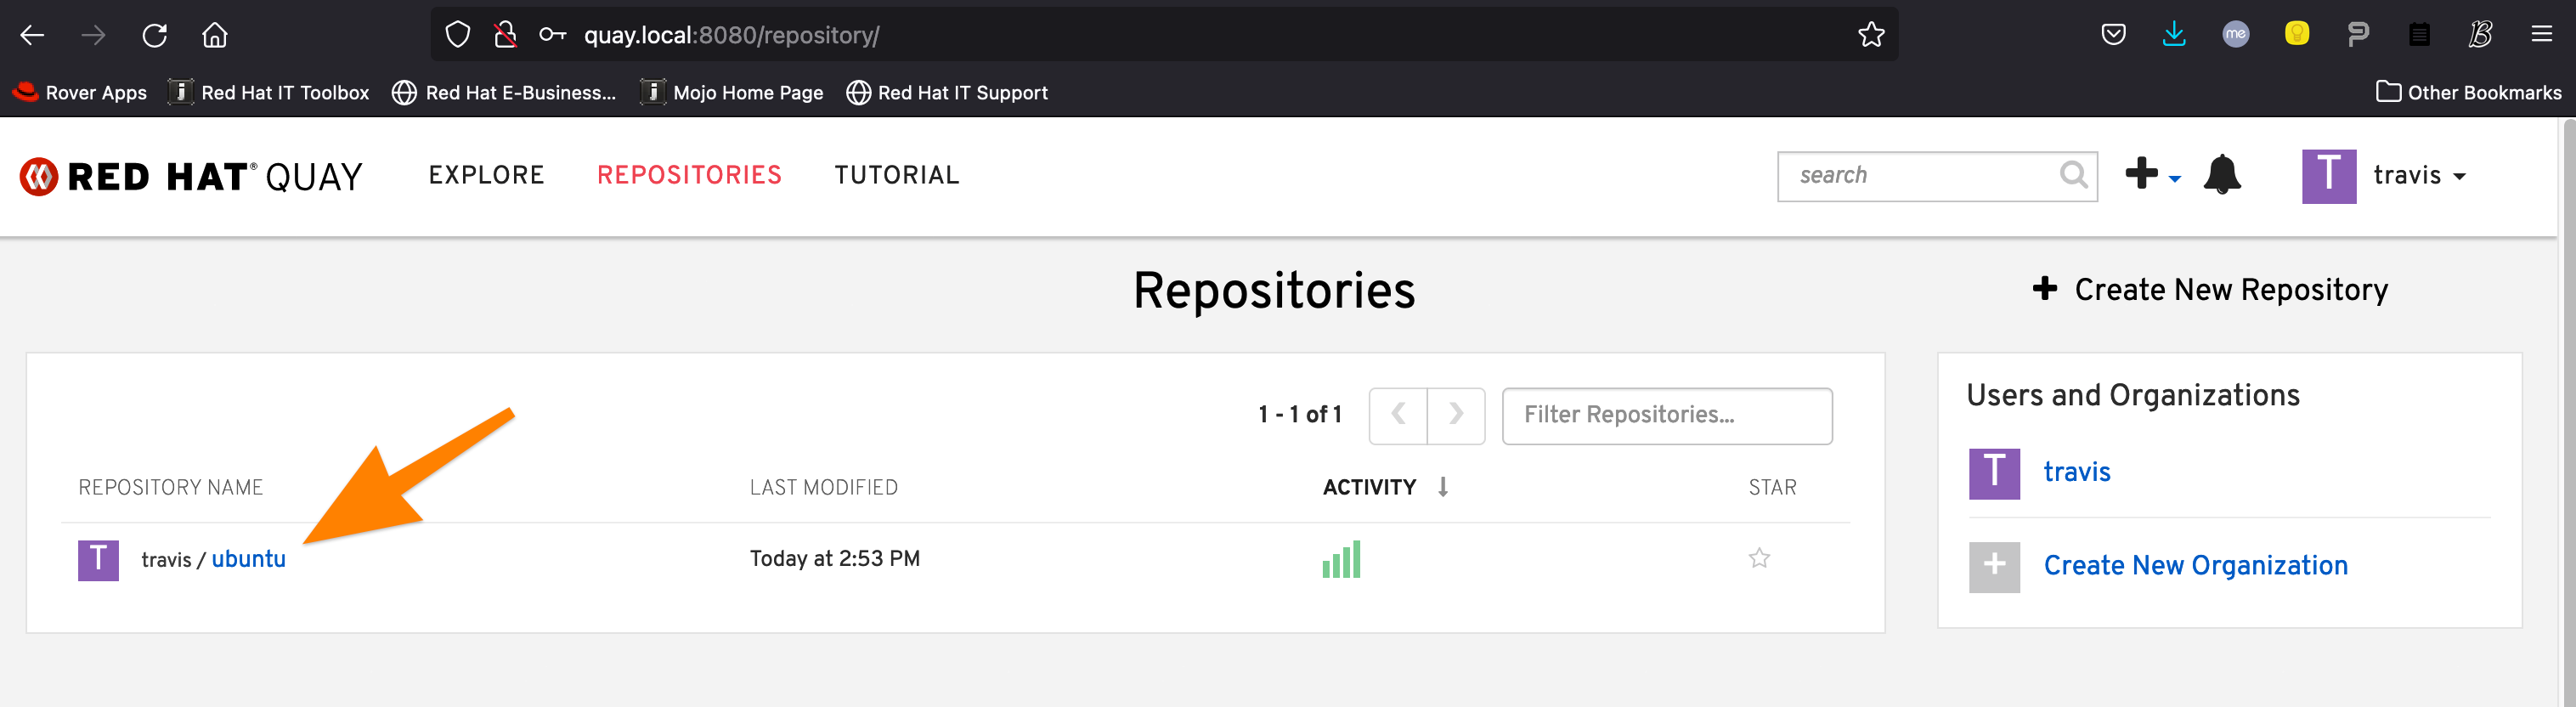 quay.local:8080/repository/
me
Rover Apps
Red Hat IT Toolbox
Red Hat E-Business...
Mojo Home Page
Red Hat IT Support
Other Bookmarks
RED HAT® QUAY
EXPLORE
REPOSITORIES
TUTORIAL
search
T
travis
Repositories
Create New Repository
1 - 1 of 1
Filter Repositories...
REPOSITORY NAME
LAST MODIFIED
ACTIVITY
STAR
T
travis / ubuntu
Today at 2:53 PM
Users and Organizations
T
travis
Create New Organization